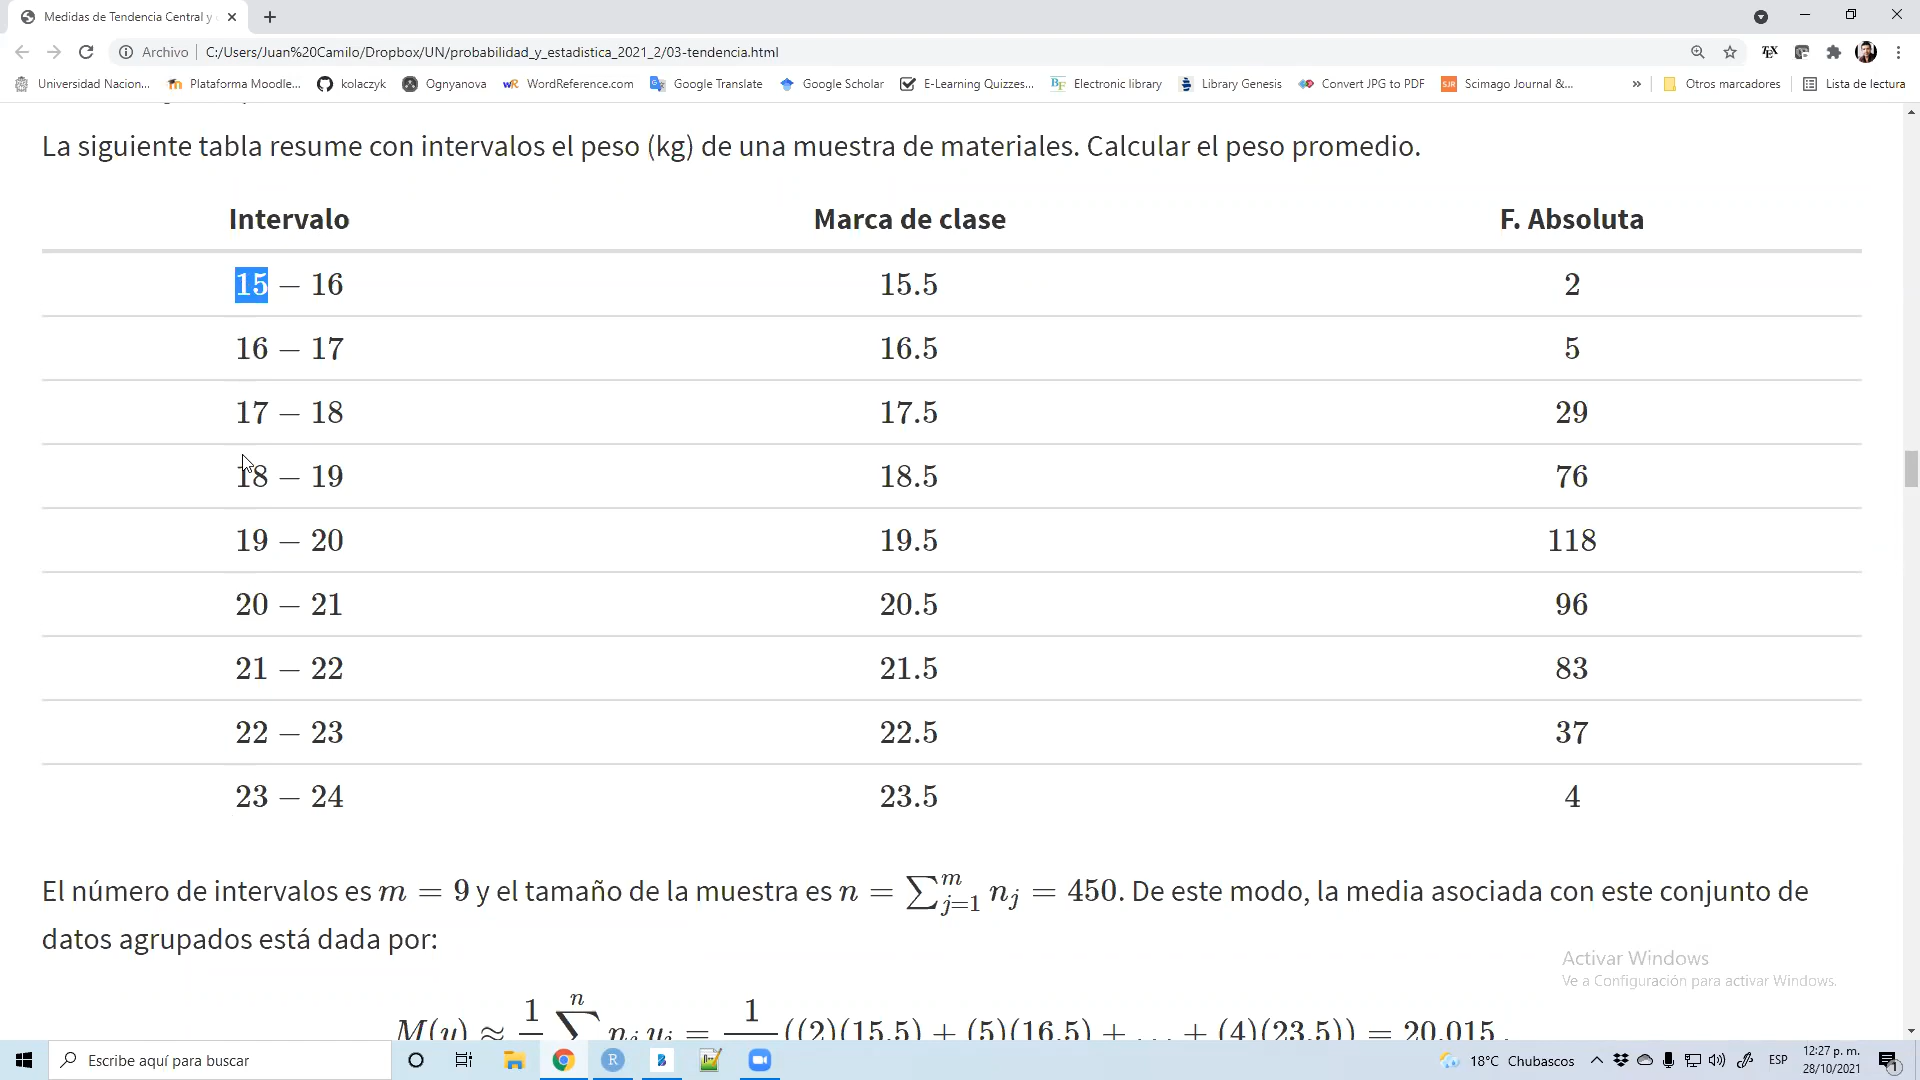 Medidas de Tendencia Central y
Archivo C:/Users/Juan%20Camilo/Dropbox/UN/probabilidad_y_estadistica_2021_2/03-tendencia.html
Universidad Nacion... Plataforma Moodle... kolaczyk Ognyanova WordReference.com Google Translate Google Scholar E-Learning Quizzes... Electronic library Library Genesis Convert JPG to PDF Scimago Journal &... » Otros marcadores Lista de lectura
La siguiente tabla resume con intervalos el peso (kg) de una muestra de materiales. Calcular el peso promedio.
Intervalo Marca de clase F. Absoluta
15 − 16 15.5 2
16 − 17 16.5 5
17 − 18 17.5 29
18 − 19 18.5 76
19 − 20 19.5 118
20 − 21 20.5 96
21 − 22 21.5 83
22 − 23 22.5 37
23 − 24 23.5 4
El número de intervalos es m = 9 y el tamaño de la muestra es n = ∑_{j=1}^{m} n_j = 450. De este modo, la media asociada con este conjunto de
datos agrupados está dada por:
Activar Windows
Ve a Configuración para activar Windows.
Escribe aquí para buscar
18°C Chubascos
ESP
12:27 p. m.
28/10/2021